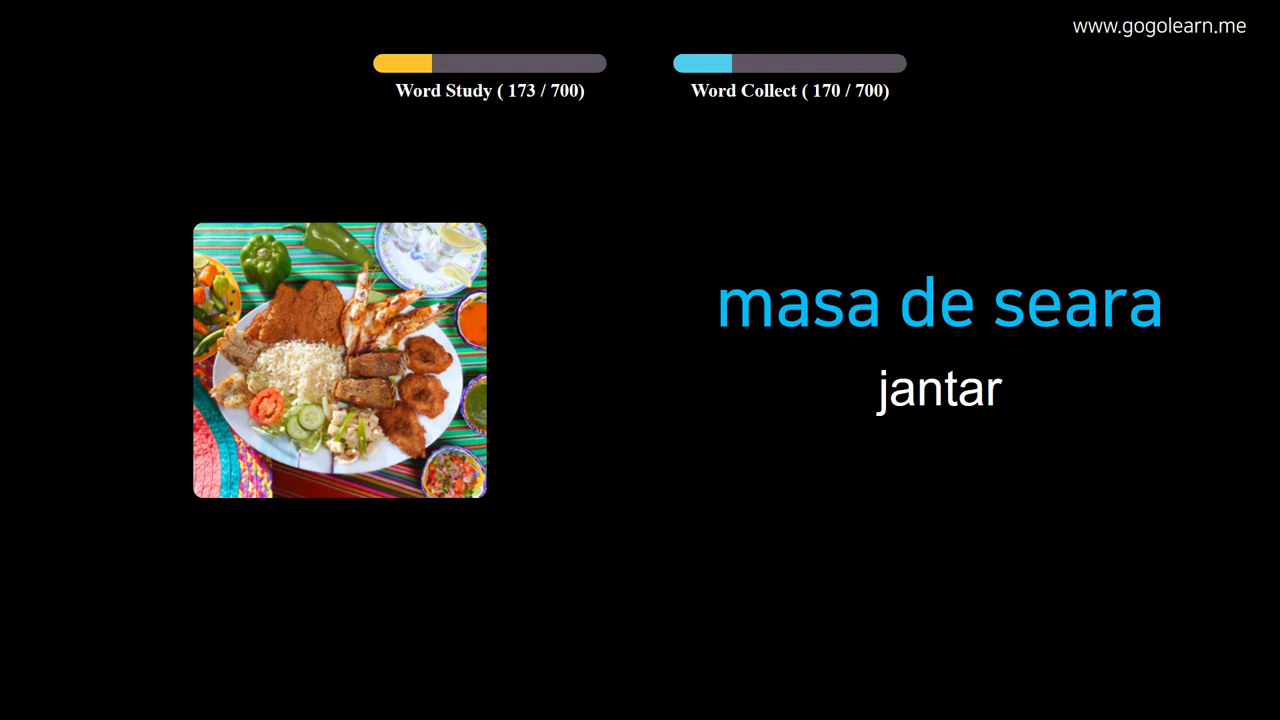 www.gogolearn.me
Word Study ( 173 / 700)
Word Collect ( 170 / 700)
masa de seara
jantar